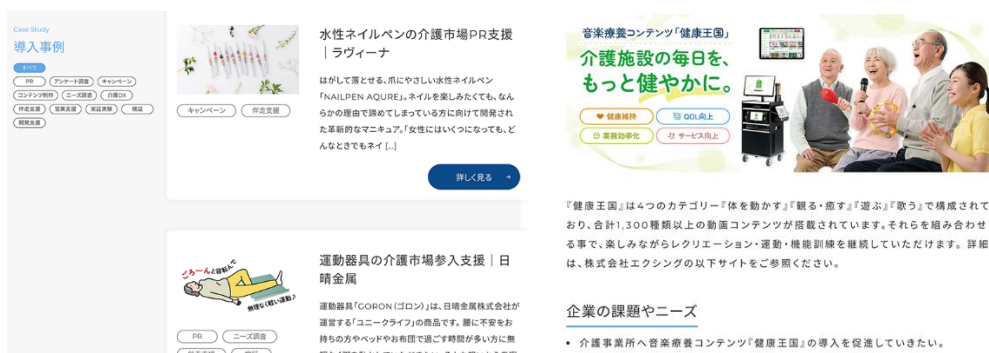 Case Study
導入事例
すべて
PR アンケート調査 キャンペーン
コンテンツ制作 ニーズ調査 介護DX
伴走支援 営業支援 実証実験 検証
開発支援
キャンペーン 伴走支援
水性ネイルペンの介護市場PR支援
｜ラヴィーナ
はがして落とせる、爪にやさしい水性ネイルペン
「NAILPEN AQURE」。ネイルを楽しみたくても、なん
らかの理由で諦めてしまっている方に向けて開発され
た革新的なマニキュア。「女性にはいくつになっても、ど
んなときでもネイ [...]
詳しく見る →
ごろ〜んと寝転んで
無理なく軽い運動♪
PR ニーズ調査
運動器具の介護市場参入支援｜日
晴金属
運動器具「GORON（ゴロン）」は、日晴金属株式会社が
運営する「ユニークライフ」の商品です。腰に不安をお
持ちの方やベッドやお布団で過ごす時間が多い方に無
音楽療養コンテンツ「健康王国」
介護施設の毎日を、
もっと健やかに。
健康維持 QOL向上
業務効率化 サービス向上
『健康王国』は4つのカテゴリー『体を動かす』『観る・癒す』『遊ぶ』『歌う』で構成されて
おり、合計1,300種類以上の動画コンテンツが搭載されています。それらを組み合わせ
る事で、楽しみながらレクリエーション・運動・機能訓練を継続していただけます。詳細
は、株式会社エクシングの以下サイトをご参照ください。
企業の課題やニーズ
• 介護事業所へ音楽療養コンテンツ『健康王国』の導入を促進していきたい。